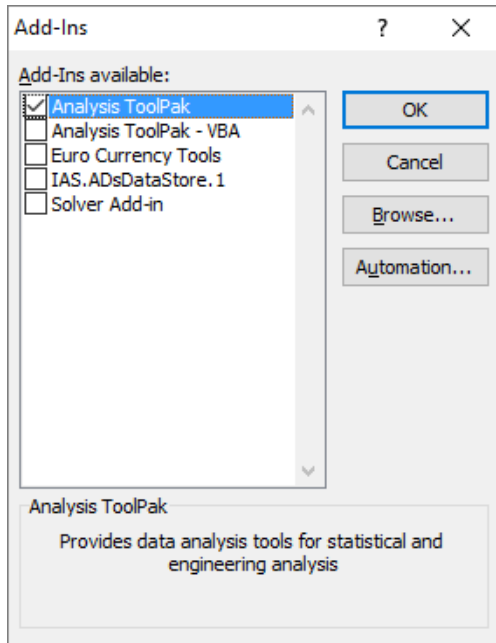 Add-Ins
?
Add-Ins available:
Analysis ToolPak
Analysis ToolPak - VBA
Euro Currency Tools
IAS.ADsDataStore.1
Solver Add-in
OK
Cancel
Browse...
Automation...
Analysis ToolPak
Provides data analysis tools for statistical and
engineering analysis